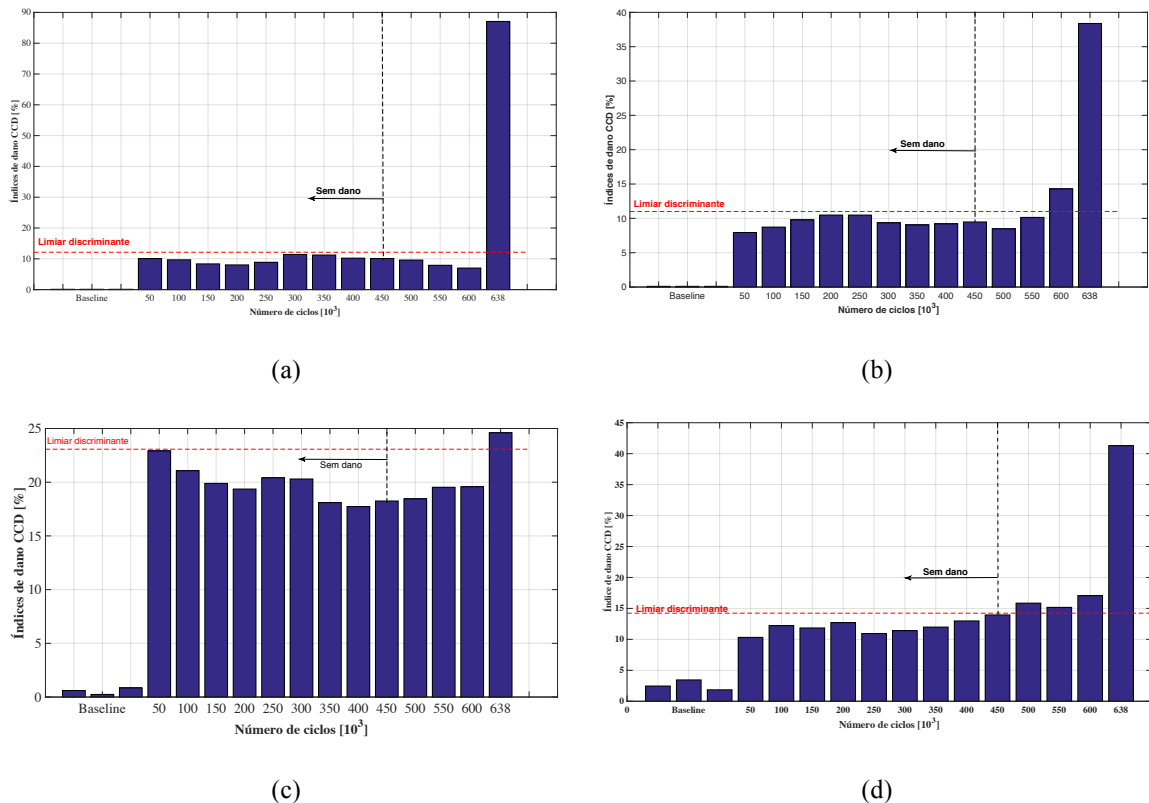 90
80
70
60
50
40
30
20
10
0
Índices de dano CCD [%]
Sem dano
Limiar discriminante
Baseline 50 100 150 200 250 300 350 400 450 500 550 600 638
Número de ciclos [10³]
(a)
40
35
30
25
20
15
10
5
0
Índices de dano CCD [%]
Sem dano
Limiar discriminante
Baseline 50 100 150 200 250 300 350 400 450 500 550 600 638
Número de ciclos [10³]
(b)
25
20
15
10
5
0
Índices de dano CCD [%]
Limiar discriminante
Sem dano
Baseline 50 100 150 200 250 300 350 400 450 500 550 600 638
Número de ciclos [10³]
(c)
45
40
35
30
25
20
15
10
5
0
Índice de dano CCD [%]
Sem dano
Limiar discriminante
0 Baseline 50 100 150 200 250 300 350 400 450 500 550 600 638
Número de ciclos [10³]
(d)